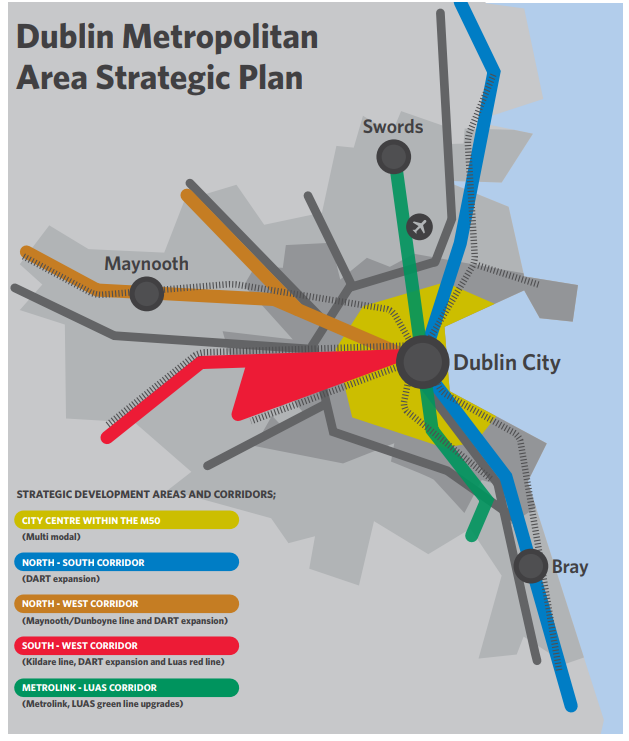 Dublin Metropolitan
Area Strategic Plan
Swords
Maynooth
Dublin City
Bray
STRATEGIC DEVELOPMENT AREAS AND CORRIDORS;
CITY CENTRE WITHIN THE M50
(Multi modal)
NORTH - SOUTH CORRIDOR
(DART expansion)
NORTH - WEST CORRIDOR
(Maynooth/Dunboyne line and DART expansion)
SOUTH - WEST CORRIDOR
(Kildare line, DART expansion and Luas red line)
METROLINK - LUAS CORRIDOR
(Metrolink, LUAS green line upgrades)